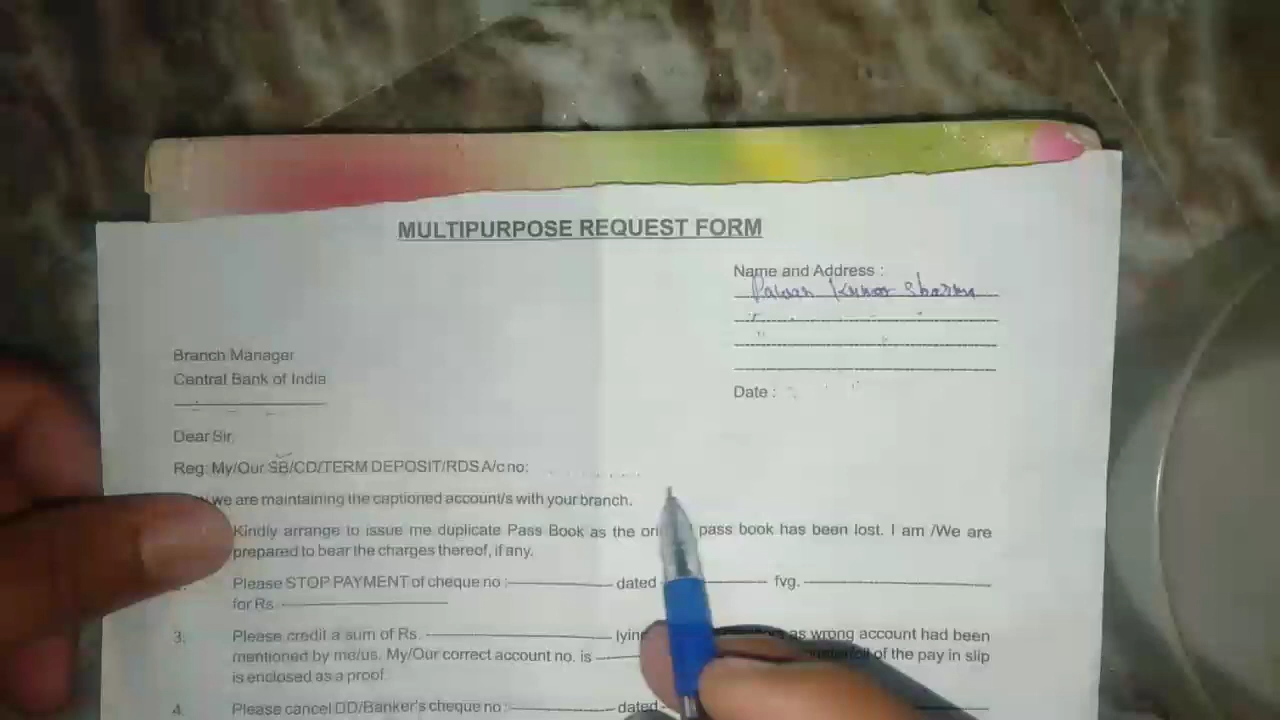 MULTIPURPOSE REQUEST FORM
Name and Address :
Pawan Kumar Sharma
Branch Manager
Central Bank of India
Date :
Dear Sir,
Reg: My/Our SB/CD/TERM DEPOSIT/RDS A/c no:
we are maintaining the captioned account/s with your branch.
Kindly arrange to issue me duplicate Pass Book as the pass book has been lost. I am /We are
prepared to bear the charges thereof, if any.
Please STOP PAYMENT of cheque no : dated fvg.
for Rs.
3. Please credit a sum of Rs. as wrong account had been
mentioned by me/us. My/Our correct account no. is of the pay in slip
is enclosed as a proof.
4. Please cancel DD/Banker's cheque no : dated